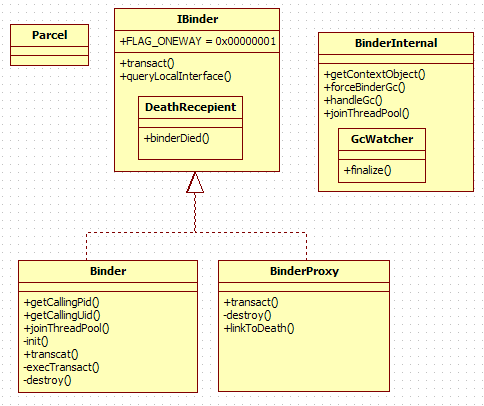 Parcel
IBinder
+FLAG_ONEWAY = 0x00000001
+transact()
+queryLocalInterface()
DeathRecepient
+binderDied()
BinderInternal
+getContextObject()
+forceBinderGc()
+handleGc()
+joinThreadPool()
GcWatcher
+finalize()
Binder
+getCallingPid()
+getCallingUid()
+joinThreadPool()
-init()
+transcat()
-execTransact()
-destroy()
BinderProxy
+transact()
-destroy()
+linkToDeath()